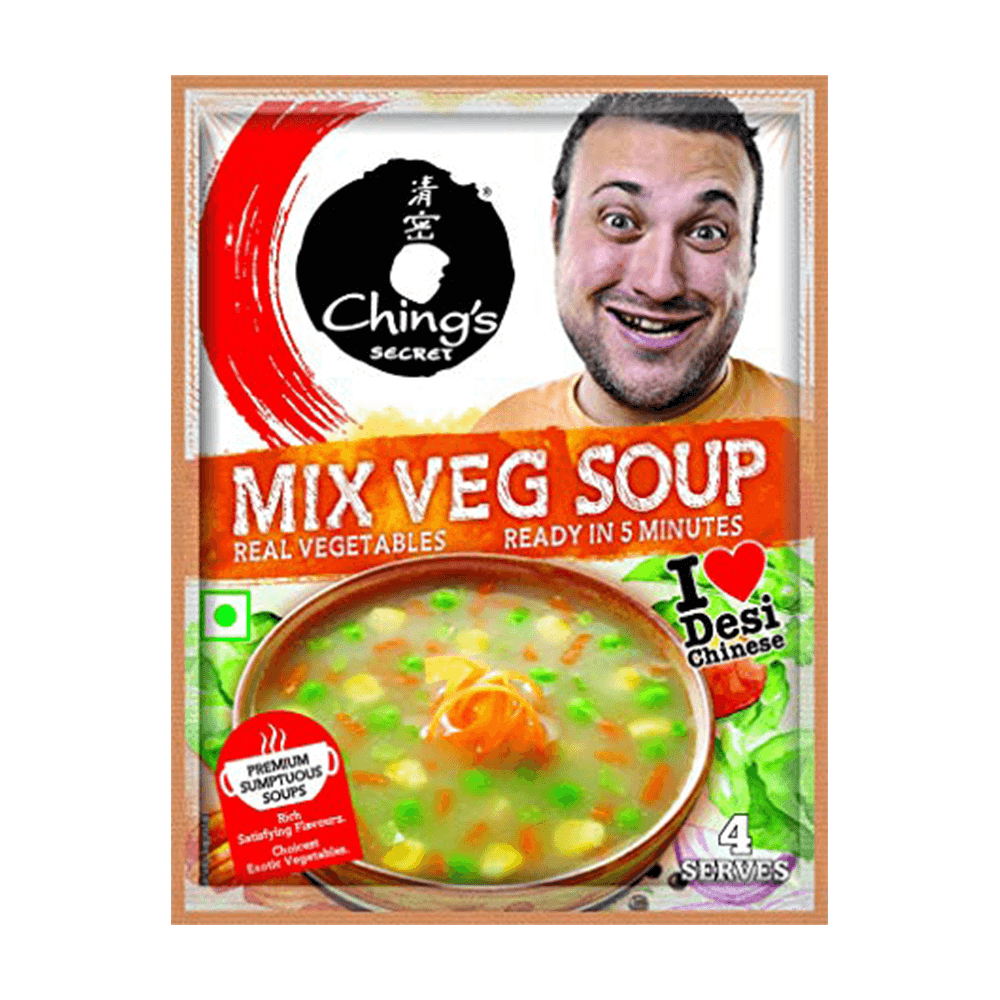 清
窑
®
Ching's
SECRET
MIX VEG SOUP
REAL VEGETABLES
READY IN 5 MINUTES
I
Desi
Chinese
PREMIUM
SUMPTUOUS
SOUPS
Rich
Satisfying Flavours.
Choicest
Exotic Vegetables.
4
SERVES